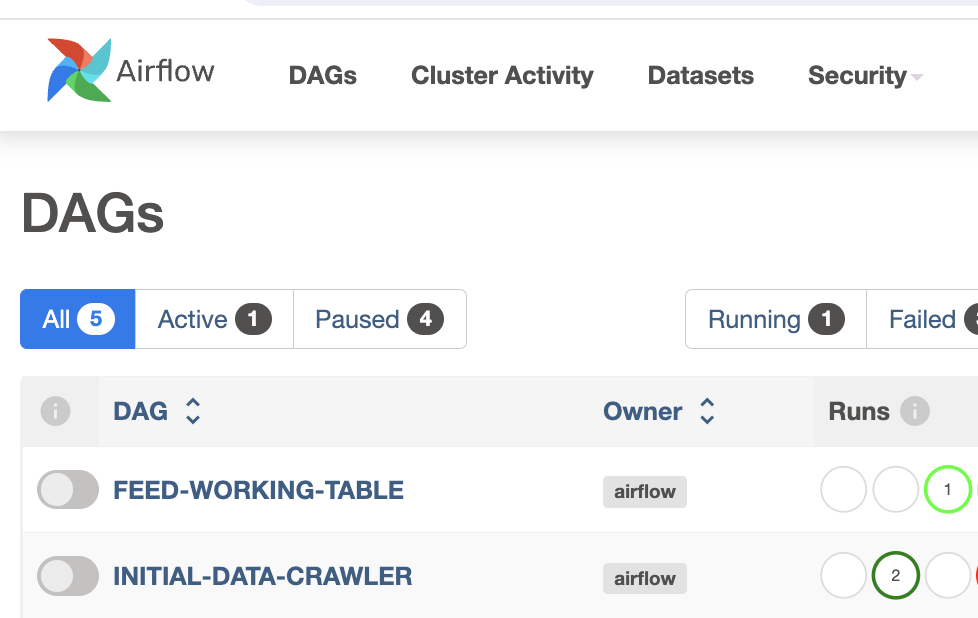 Airflow DAGs Cluster Activity Datasets Security
DAGs
All 5 Active 1 Paused 4 Running 1 Failed
DAG Owner Runs
FEED-WORKING-TABLE airflow 1
INITIAL-DATA-CRAWLER airflow 2